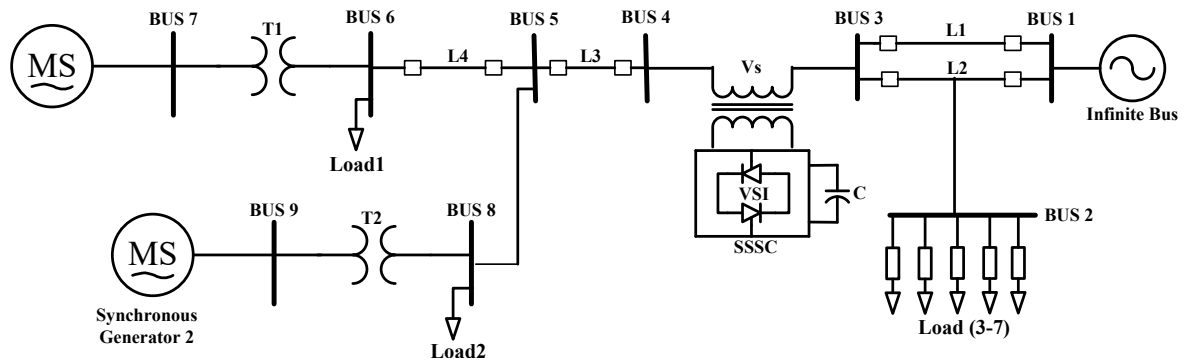 BUS 7
T1
BUS 6
BUS 5
BUS 4
BUS 3
L1
BUS 1
MS
L4
L3
Vs
L2
Infinite Bus
Load1
VSI
C
BUS 9
T2
BUS 8
SSSC
BUS 2
MS
Synchronous
Generator 2
Load2
Load (3-7)